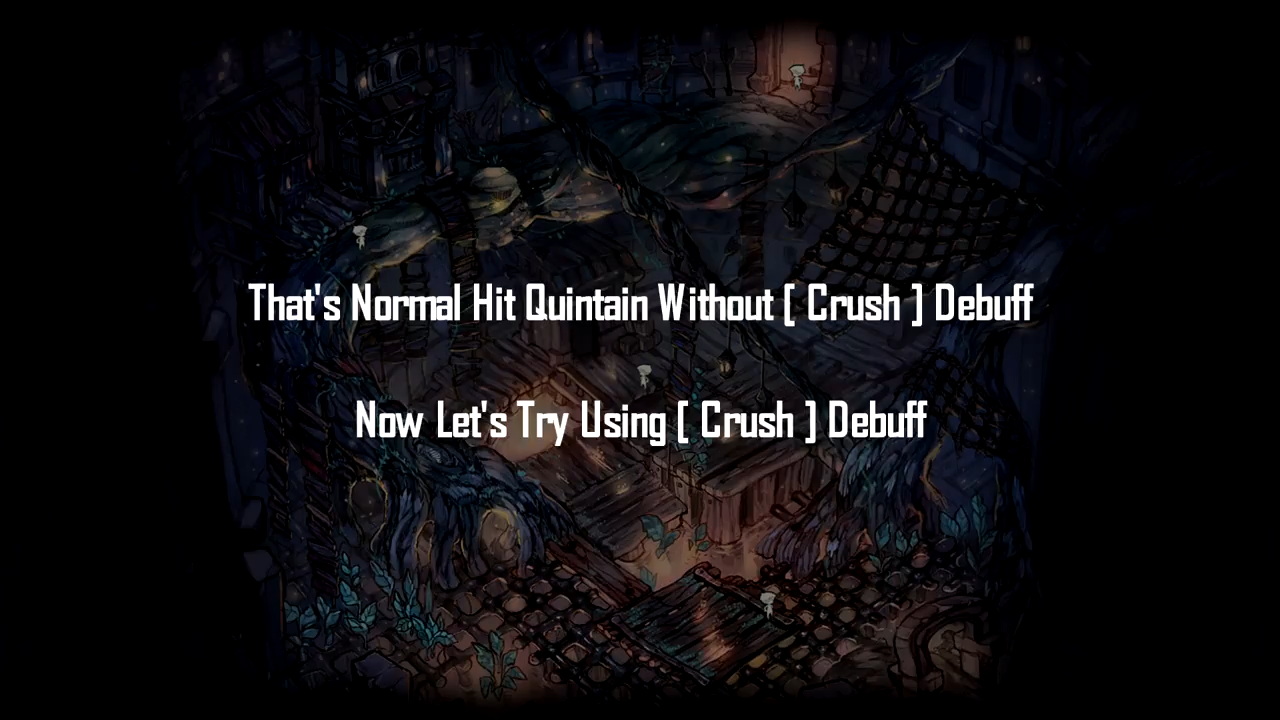 That's Normal Hit Quintain Without [ Crush ] Debuff
Now Let's Try Using [ Crush ] Debuff